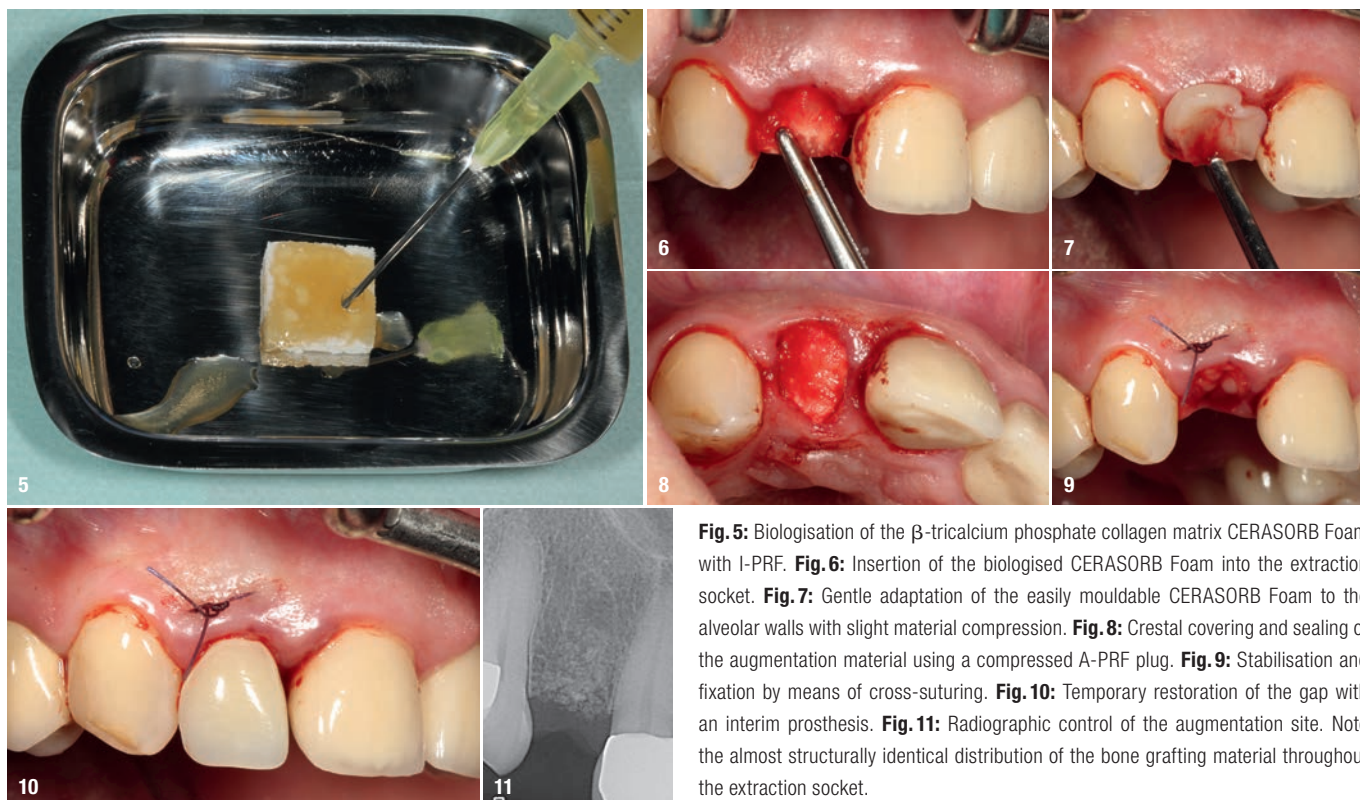 5
6
7
8
9
10
11
Fig. 5: Biologisation of the β-tricalcium phosphate collagen matrix CERASORB Foam
with I-PRF. Fig. 6: Insertion of the biologised CERASORB Foam into the extraction
socket. Fig. 7: Gentle adaptation of the easily mouldable CERASORB Foam to the
alveolar walls with slight material compression. Fig. 8: Crestal covering and sealing of
the augmentation material using a compressed A-PRF plug. Fig. 9: Stabilisation and
fixation by means of cross-suturing. Fig. 10: Temporary restoration of the gap with
an interim prosthesis. Fig. 11: Radiographic control of the augmentation site. Note
the almost structurally identical distribution of the bone grafting material throughout
the extraction socket.